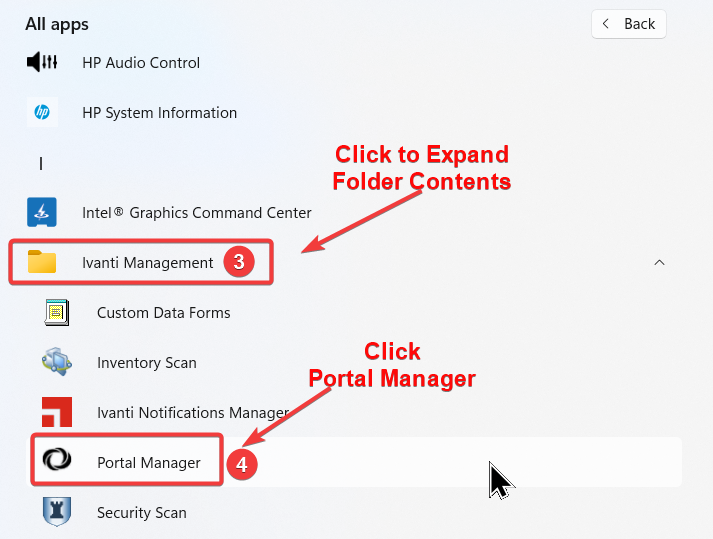 All apps
Back
HP Audio Control
hp
HP System Information
I
Click to Expand
Folder Contents
Intel® Graphics Command Center
Ivanti Management
3
Custom Data Forms
Click
Portal Manager
Inventory Scan
Ivanti Notifications Manager
Portal Manager
4
Security Scan